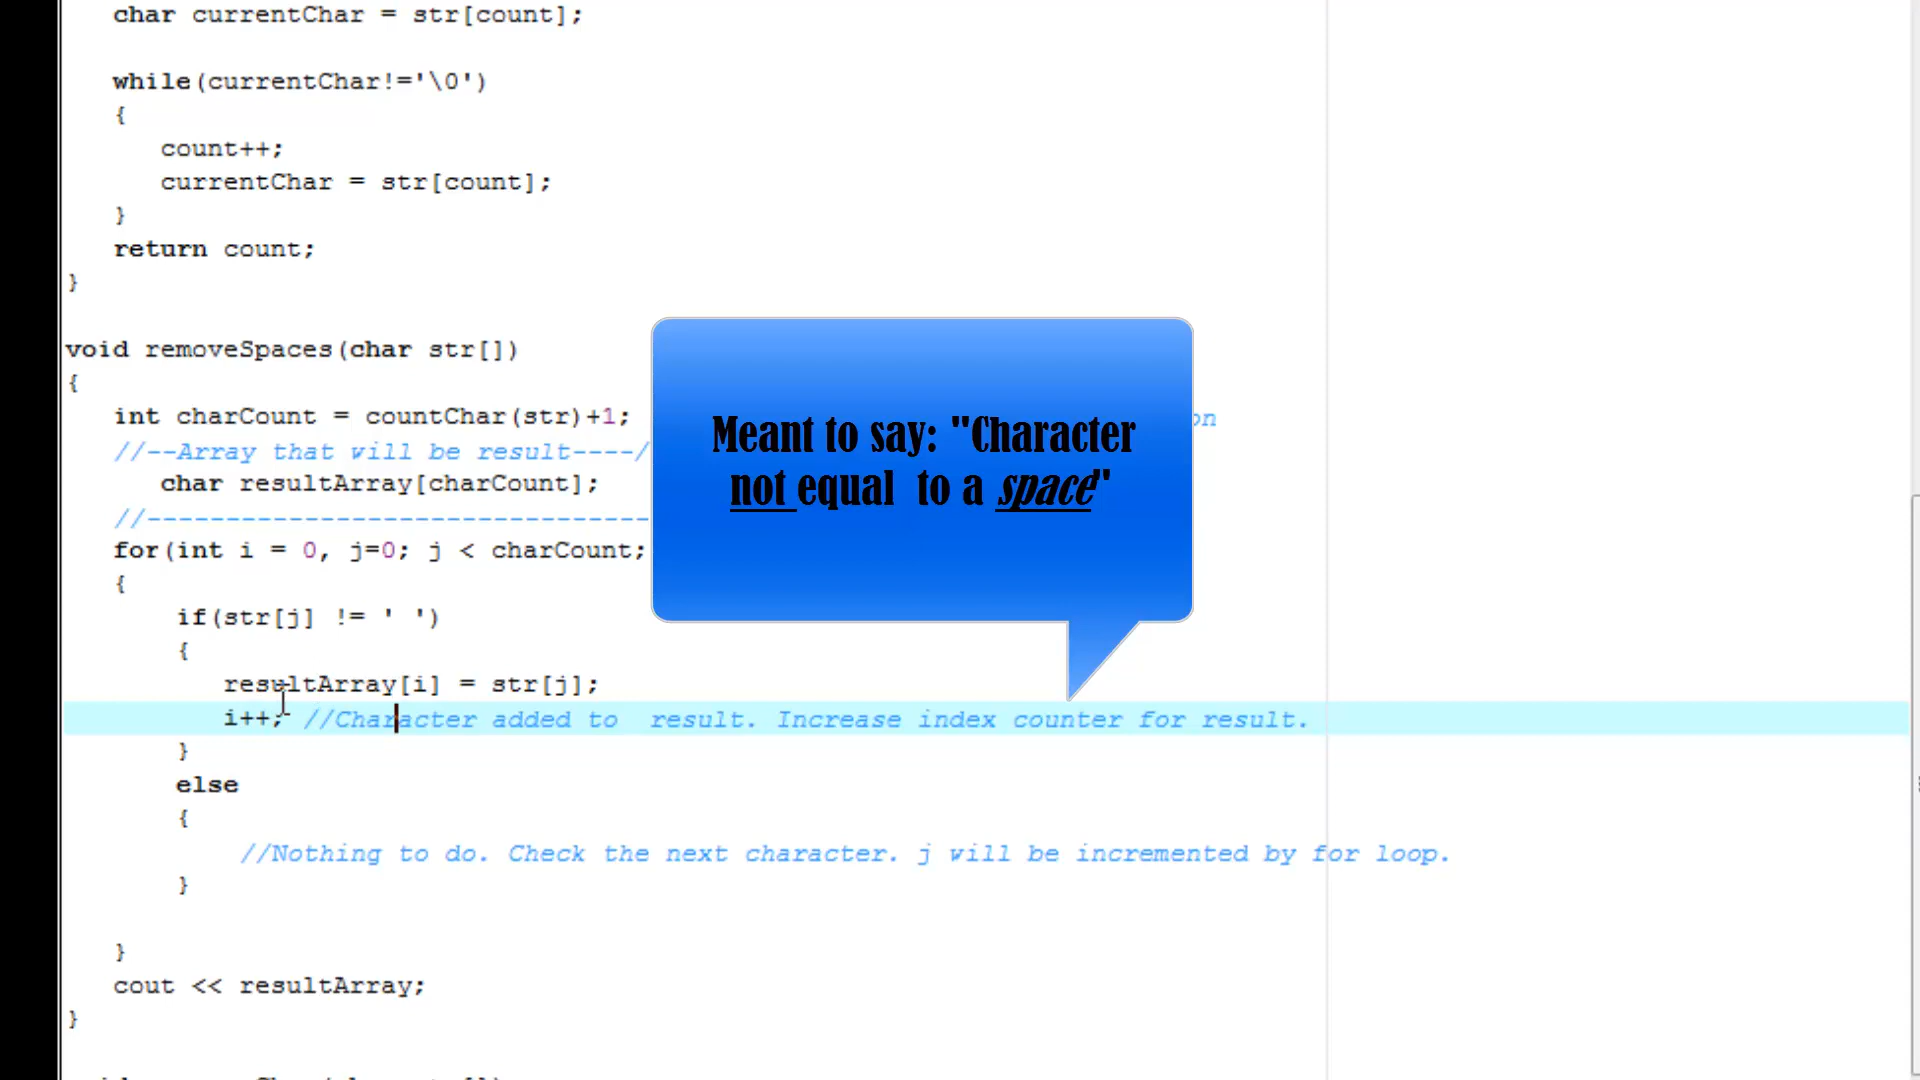 char currentChar = str[count];
while(currentChar!='\0')
{
count++;
currentChar = str[count];
}
return count;
}
void removeSpaces(char str[])
{
int charCount = countChar(str)+1; on
//--Array that will be result----/
char resultArray[charCount];
//--------------------------------
for(int i = 0, j=0; j < charCount;
{
if(str[j] != ' ')
{
resultArray[i] = str[j];
i++; //Character added to  result. Increase index counter for result.
}
else
{
//Nothing to do. Check the next character. j will be incremented by for loop.
}
}
cout << resultArray;
}
Meant to say: "Character
not equal to a space"